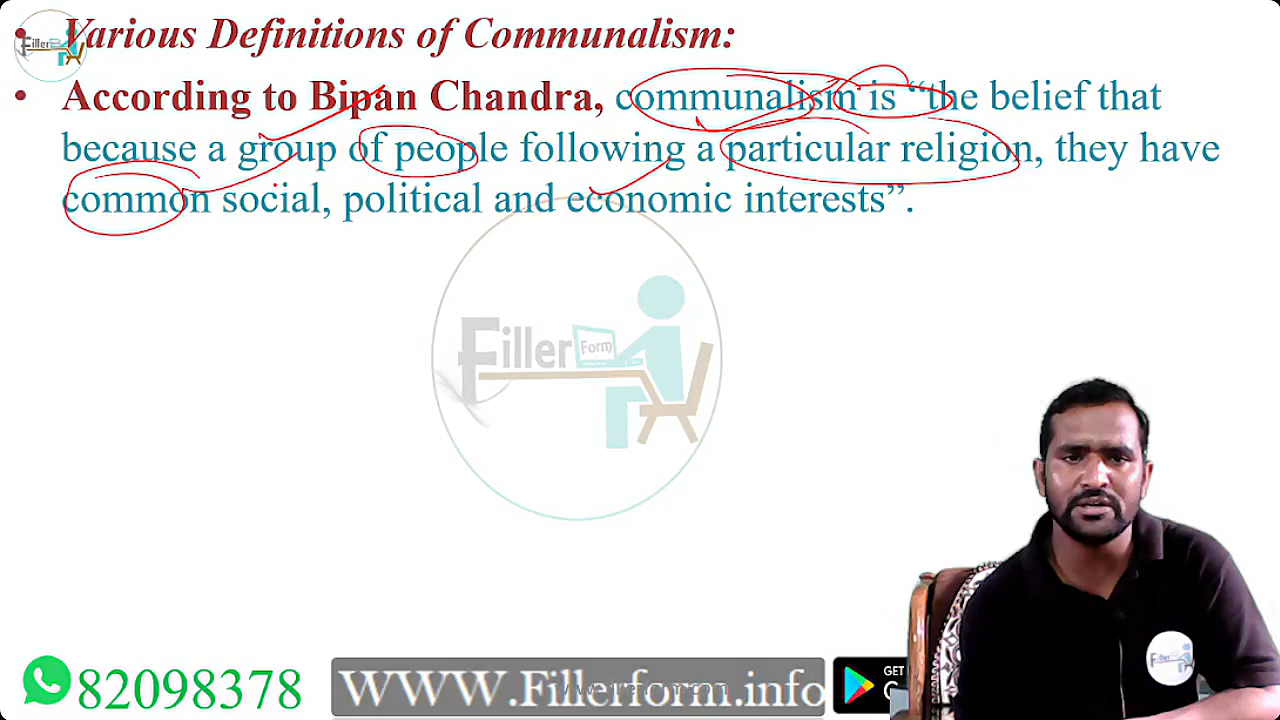 Various Definitions of Communalism:
According to Bipan Chandra, communalism is “the belief that
because a group of people following a particular religion, they have
common social, political and economic interests”.
Filler Form
82098378
WWW.Fillerform.info
GET
Filler